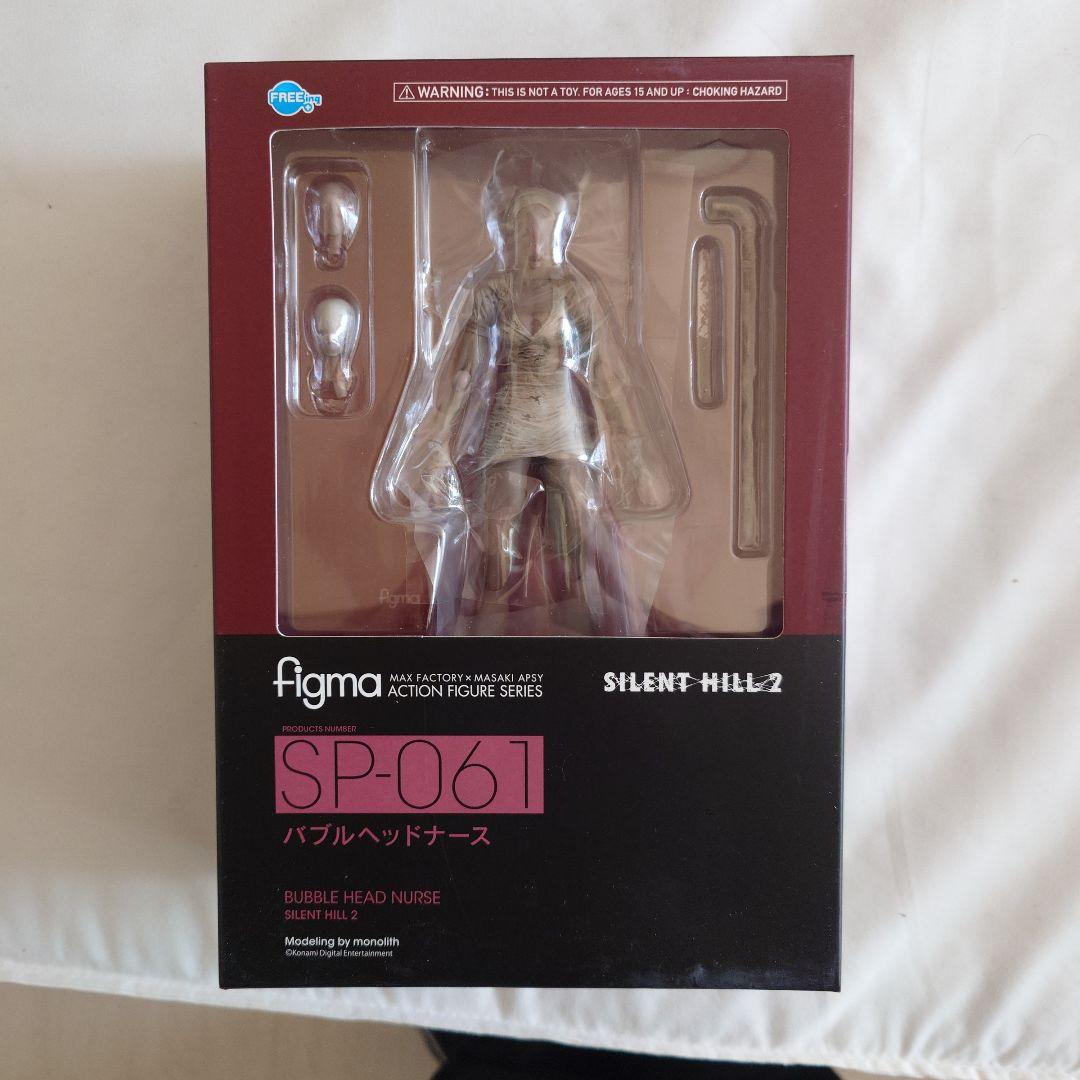 FREEing
⚠ WARNING: THIS IS NOT A TOY. FOR AGES 15 AND UP : CHOKING HAZARD
figma
figma
MAX FACTORY×MASAKI APSY
ACTION FIGURE SERIES
SILENT HILL 2
PRODUCTS NUMBER
SP-061
バブルヘッドナース
BUBBLE HEAD NURSE
SILENT HILL 2
Modeling by monolith
©Konami Digital Entertainment